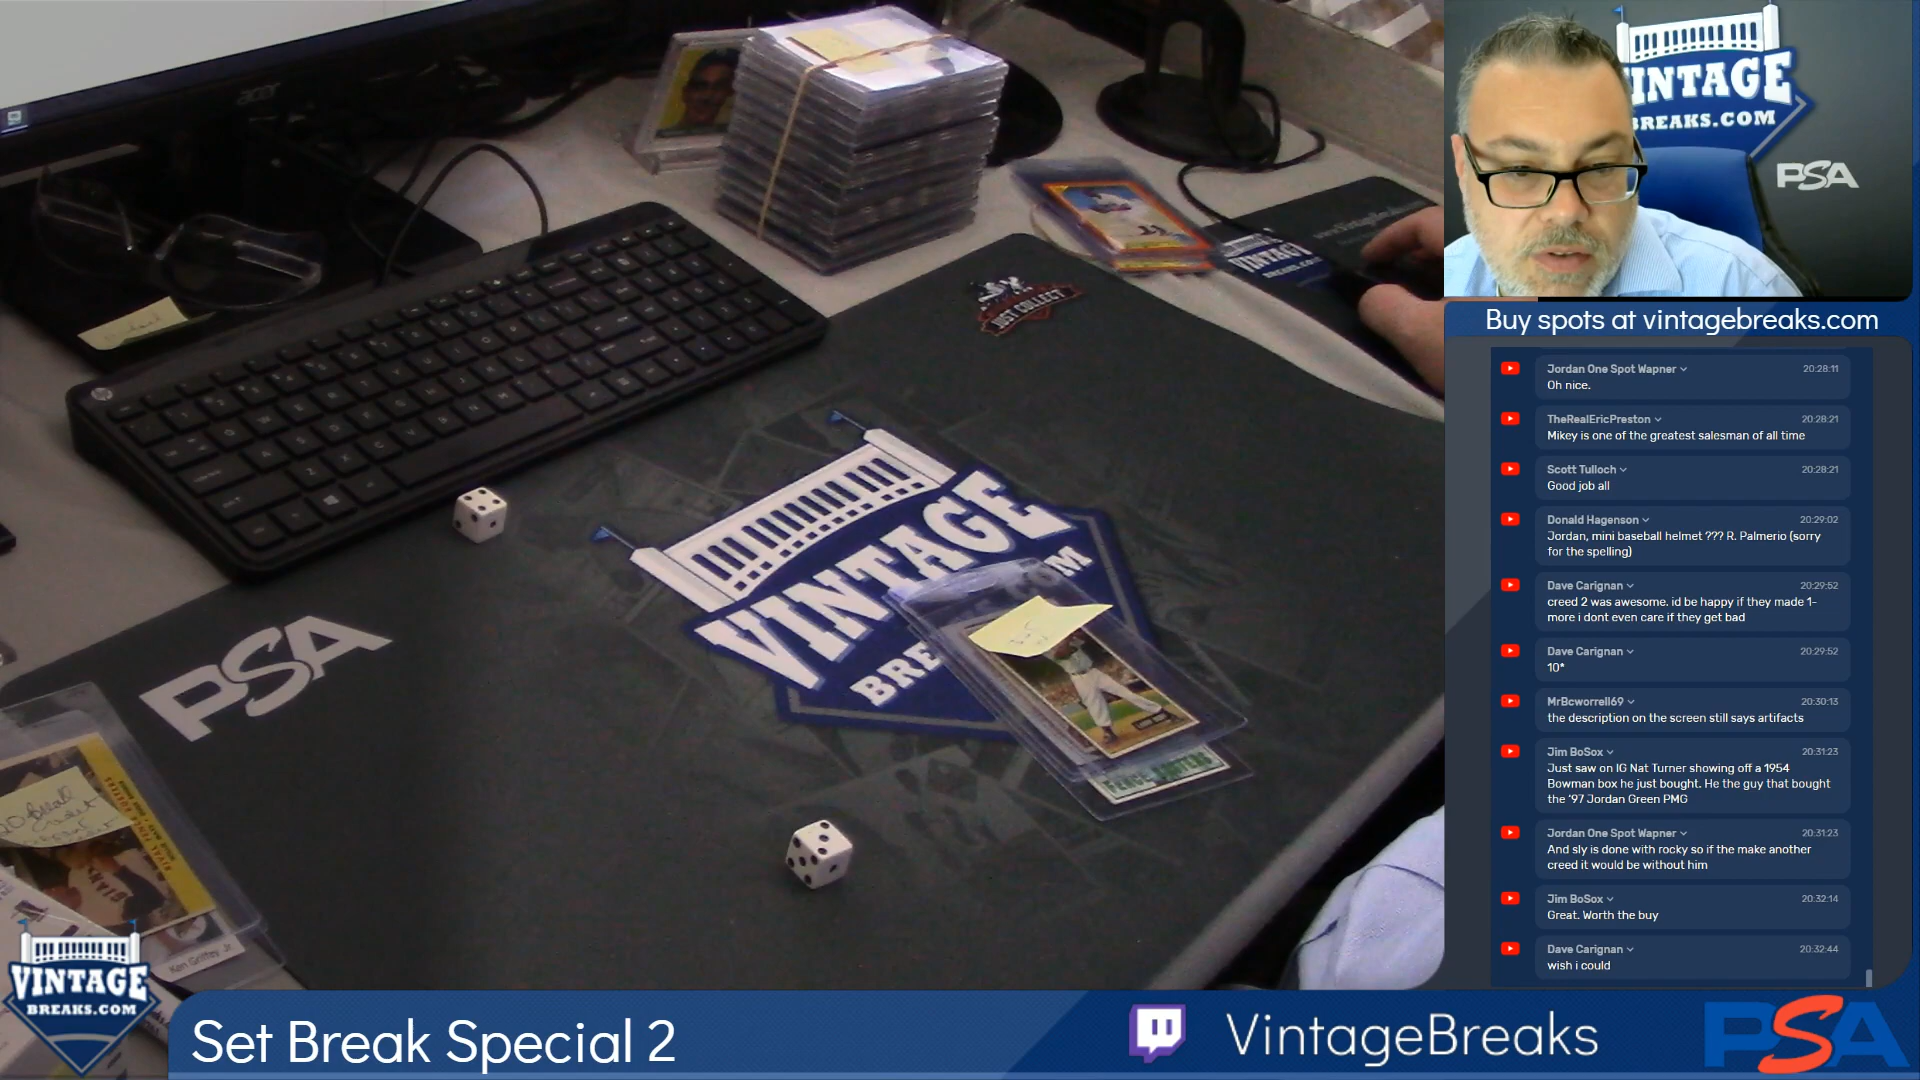 acer
JUST COLLECT
VINTAGE
PSA
VINTAGE
BRE
M
Ken Griffey Jr
VINTAGE
BREAKS.COM
Set Break Special 2
VintageBreaks
PSA
VINTAGE
BREAKS.COM
PSA
Buy spots at vintagebreaks.com
Jordan One Spot Wapner 20:28:11
Oh nice.
TheRealEricPreston 20:28:21
Mikey is one of the greatest salesman of all time
Scott Tulloch 20:28:21
Good job all
Donald Hagenson 20:29:02
Jordan, mini baseball helmet ??? R. Palmerio (sorry
for the spelling)
Dave Carignan 20:29:52
creed 2 was awesome. id be happy if they made 1-
more i dont even care if they get bad
Dave Carignan 20:29:52
10*
MrBcworrell69 20:30:13
the description on the screen still says artifacts
Jim BoSox 20:31:23
Just saw on IG Nat Turner showing off a 1954
Bowman box he just bought. He the guy that bought
the '97 Jordan Green PMG
Jordan One Spot Wapner 20:31:23
And sly is done with rocky so if the make another
creed it would be without him
Jim BoSox 20:32:14
Great. Worth the buy
Dave Carignan 20:32:44
wish i could